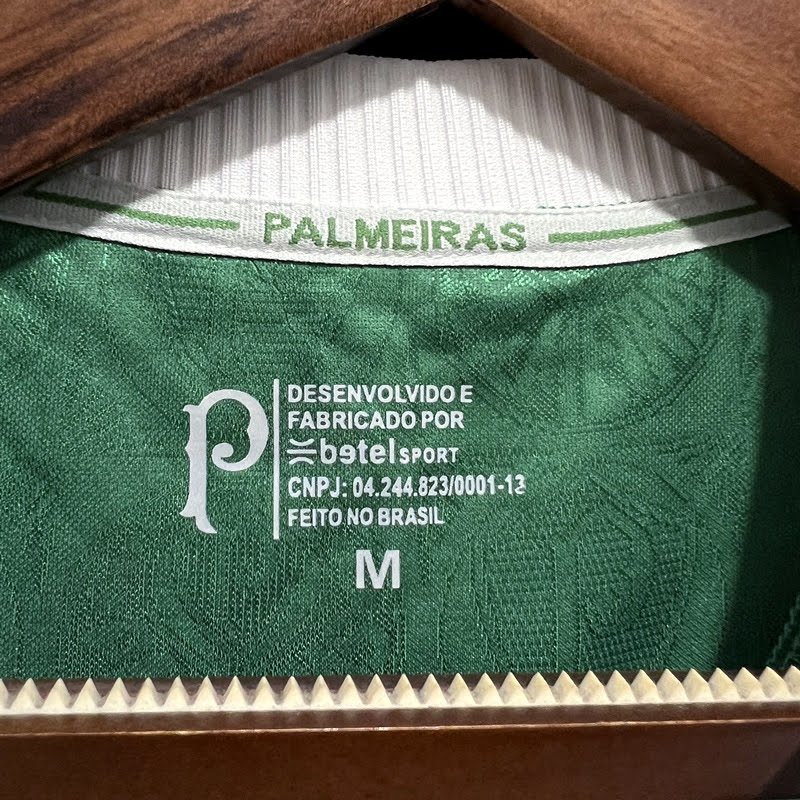 PALMEIRAS
P
DESENVOLVIDO E
FABRICADO POR
betel SPORT
CNPJ: 04.244.823/0001-13
FEITO NO BRASIL
M